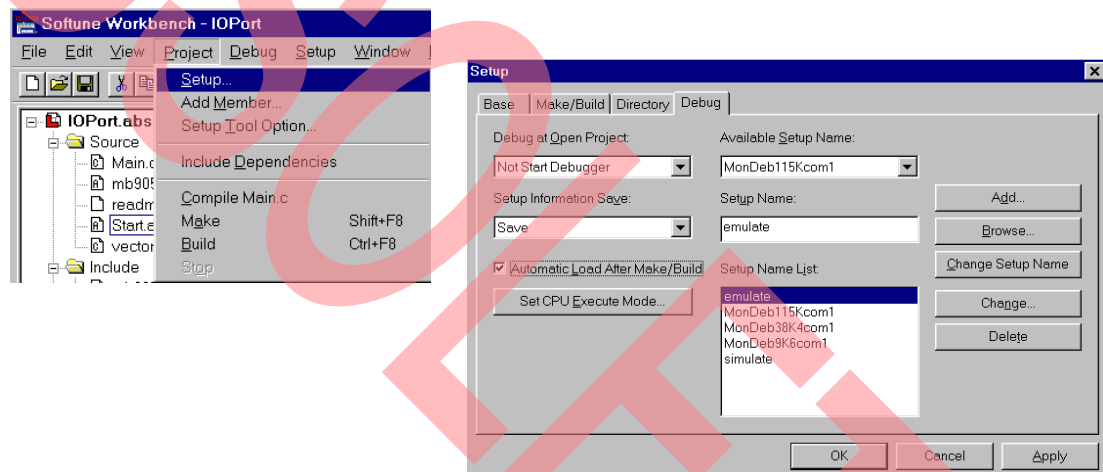 Softune Workbench - IOPort
File Edit View Project Debug Setup Window
Setup...
Add Member...
Setup Tool Option...
Include Dependencies
Compile Main.c
Make Shift+F8
Build Ctrl+F8
Stop
IOPort.abs
Source
Main.c
mb905
readm
Start.a
vector
Include
Setup
Base Make/Build Directory Debug
Debug at Open Project: Available Setup Name:
Not Start Debugger MonDeb115Kcom1
Setup Information Save: Setup Name: Add...
Save emulate Browse...
Automatic Load After Make/Build Setup Name List: Change Setup Name
Set CPU Execute Mode... emulate Change...
MonDeb115Kcom1
MonDeb38K4com1
MonDeb9K6com1 Delete
simulate
OK Cancel Apply